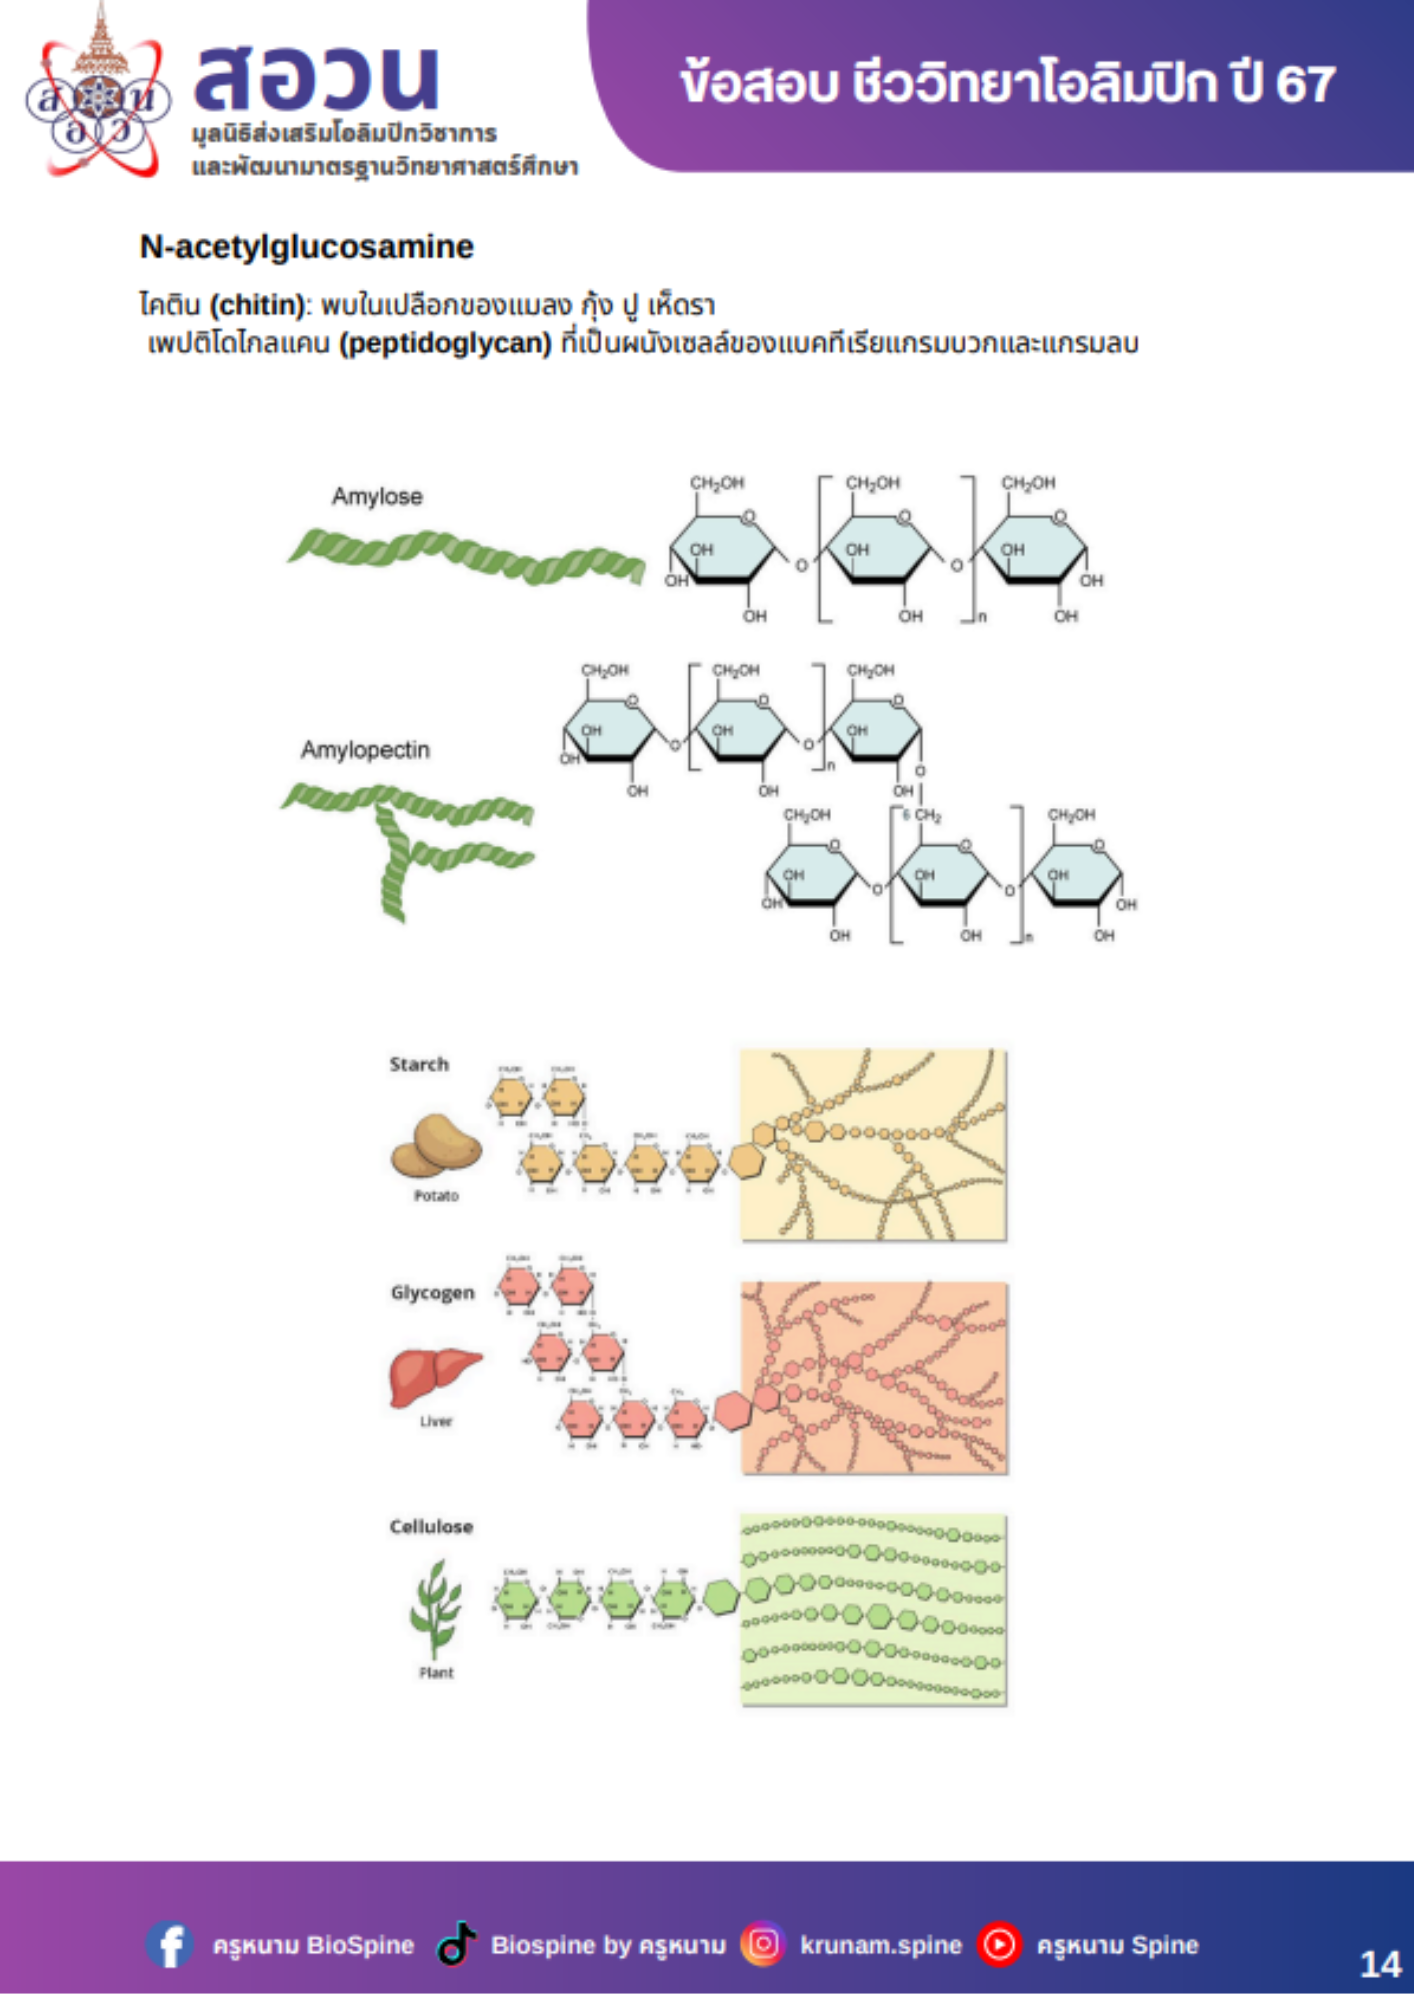 สอวน
มูลนิธิส่งเสริมโอลิมปิกวิชาการ
และพัฒนามาตรฐานวิทยาศาสตร์ศึกษา
ข้อสอบ ชีววิทยาโอลิมปิก ปี 67
N-acetylglucosamine
ไคติน (chitin): พบในเปลือกของแมลง กุ้ง ปู เห็ดรา
เพปติโดไกลแคน (peptidoglycan) ที่เป็นผนังเซลล์ของแบคทีเรียแกรมบวกและแกรมลบ
Amylose
CH₂OH CH₂OH CH₂OH
O O O
OH OH OH
OH O O OH
OH OH n OH
Amylopectin
CH₂OH CH₂OH CH₂OH
O O O
OH OH OH
OH O O n O
OH OH OH
CH₂OH 6 CH₂ CH₂OH
O O O
OH OH OH
OH O O OH
OH OH n OH
Starch
Potato
Glycogen
Liver
Cellulose
Plant
ครูหนาม BioSpine
Biospine by ครูหนาม
krunam.spine
ครูหนาม Spine
14